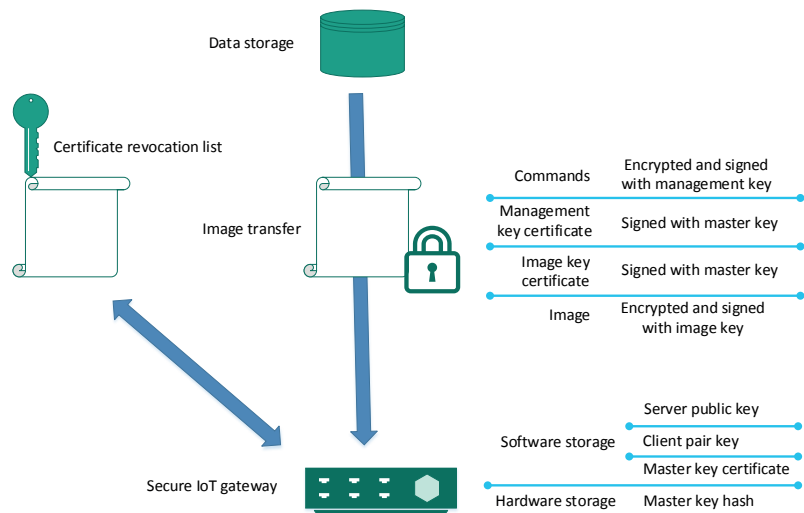 Data storage
Certificate revocation list
Image transfer
Commands
Encrypted and signed
with management key
Management
key certificate
Signed with master key
Image key
certificate
Signed with master key
Image
Encrypted and signed
with image key
Server public key
Software storage
Client pair key
Master key certificate
Secure IoT gateway
Hardware storage
Master key hash